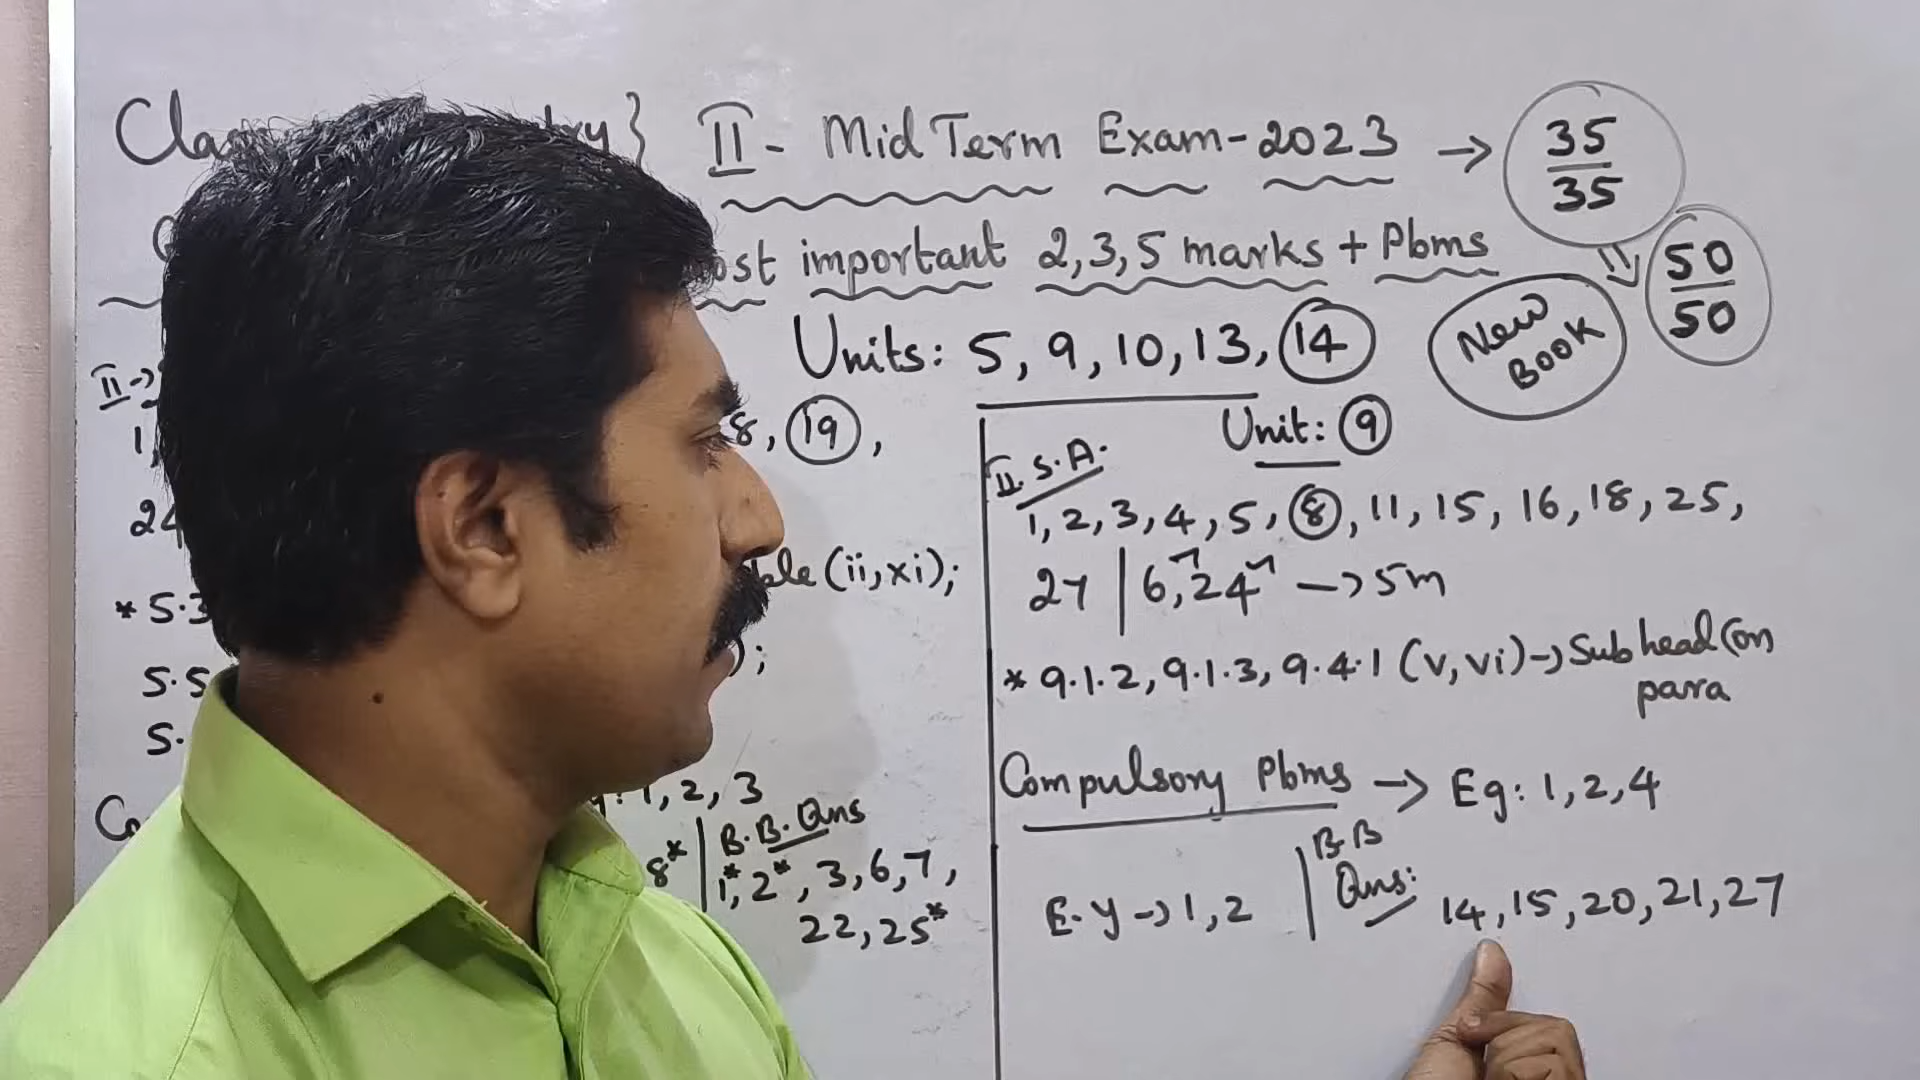 II - Mid Term Exam-2023 → 35/35
important 2,3,5 marks + Pbms 50/50
Units: 5, 9, 10, 13, 14
New Book
II →
8, 19,
24
(ii, xi);
* 5.3
5.5
5.
1, 2, 3
8* | B.B. Qns
1*, 2*, 3, 6, 7,
22, 25*
Unit: 9
II. S.A.
1, 2, 3, 4, 5, 8, 11, 15, 16, 18, 25,
27 | 6, 24 → 5m
* 9.1.2, 9.1.3, 9.4.1 (v, vi) → Subhead (on)
para
Compulsory Pbms → Eg: 1, 2, 4
E.y → 1, 2 | B.B Qns: 14, 15, 20, 21, 27